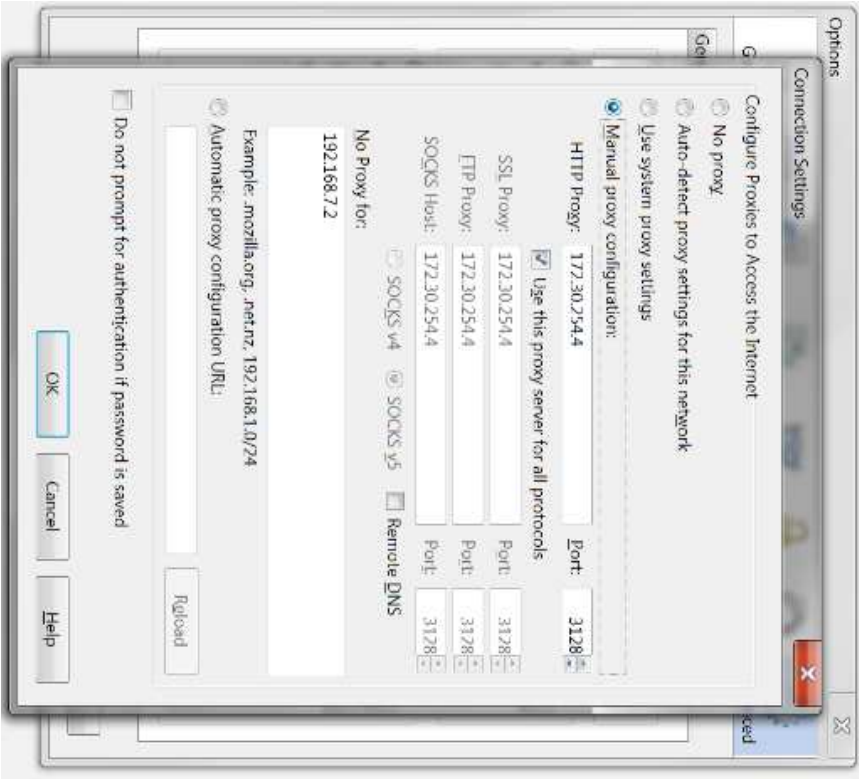 Options
Connection Settings
Configure Proxies to Access the Internet
No proxy
Auto-detect proxy settings for this network
Use system proxy settings
Manual proxy configuration:
HTTP Proxy: 172.30.254.4 Port: 3128
Use this proxy server for all protocols
SSL Proxy: 172.30.254.4 Port: 3128
FTP Proxy: 172.30.254.4 Port: 3128
SOCKS Host: 172.30.254.4 Port: 3128
SOCKS v4 SOCKS v5 Remote DNS
No Proxy for:
192.168.7.2
Example: .mozilla.org, .net.nz, 192.168.1.0/24
Automatic proxy configuration URL:
Reload
Do not prompt for authentication if password is saved
OK Cancel Help